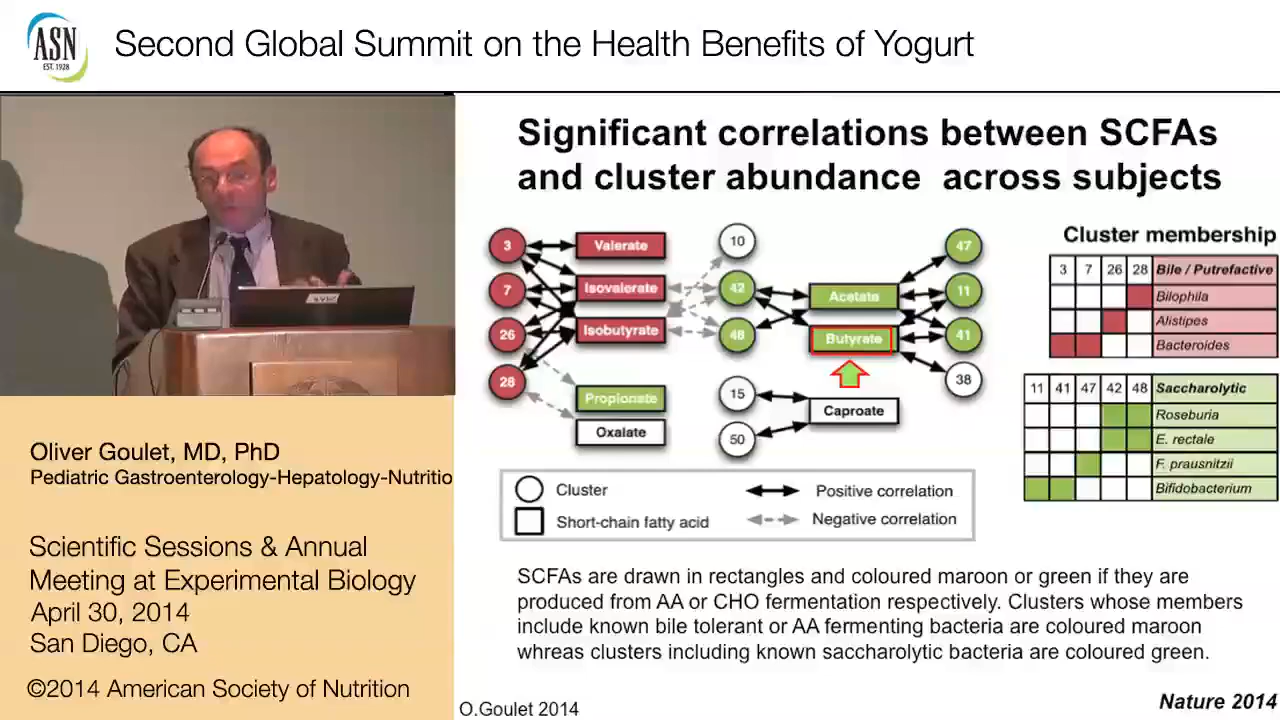 ASN
EST. 1928
Second Global Summit on the Health Benefits of Yogurt
Significant correlations between SCFAs
and cluster abundance across subjects
3
7
26
28
Valerate
Isovalerate
Isobutyrate
Propionate
Oxalate
10
42
48
15
50
Acetate
Butyrate
Caproate
47
11
41
38
Cluster
Short-chain fatty acid
Positive correlation
Negative correlation
Cluster membership
3 7 26 28 Bile / Putrefactive
Bilophila
Alistipes
Bacteroides
11 41 47 42 48 Saccharolytic
Roseburia
E. rectale
F. prausnitzii
Bifidobacterium
SCFAs are drawn in rectangles and coloured maroon or green if they are
produced from AA or CHO fermentation respectively. Clusters whose members
include known bile tolerant or AA fermenting bacteria are coloured maroon
whreas clusters including known saccharolytic bacteria are coloured green.
Nature 2014
O.Goulet 2014
Oliver Goulet, MD, PhD
Pediatric Gastroenterology-Hepatology-Nutritio
Scientific Sessions & Annual
Meeting at Experimental Biology
April 30, 2014
San Diego, CA
©2014 American Society of Nutrition